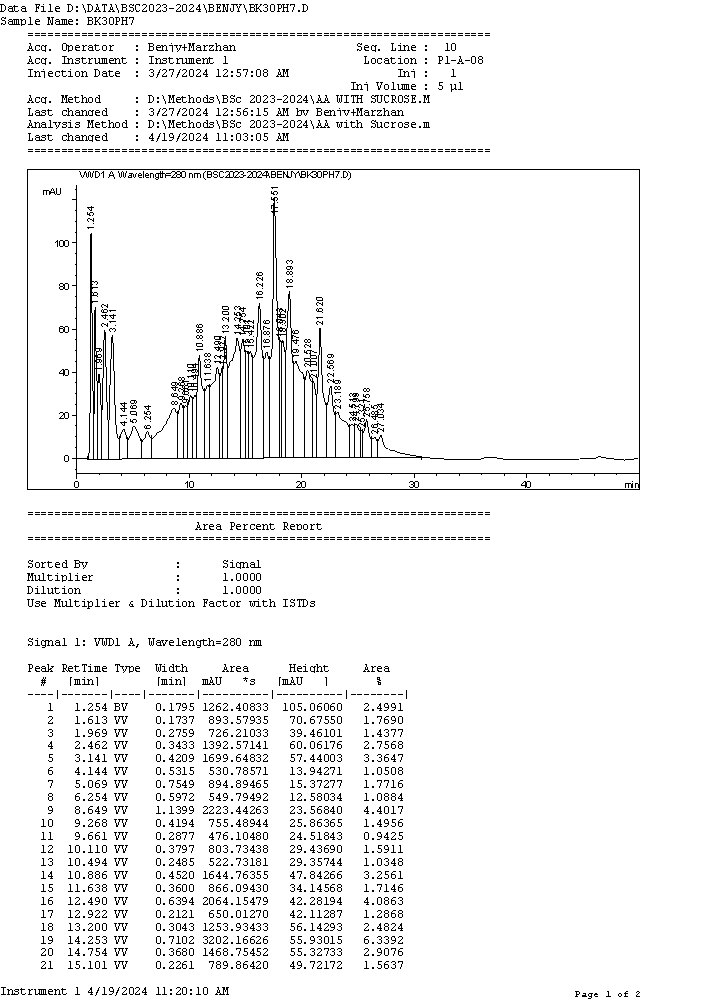 Data File D:\DATA\BSC2023-2024\BENJY\BK30PH7.D
Sample Name: BK30PH7
==================================================================
Acq. Operator : Benjy+Marzhan Seq. Line : 10
Acq. Instrument : Instrument 1 Location : P1-A-08
Injection Date : 3/27/2024 12:57:08 AM Inj : 1
Inj Volume : 5 µl
Acq. Method : D:\Methods\BSc 2023-2024\AA WITH SUCROSE.M
Last changed : 3/27/2024 12:56:15 AM by Benjy+Marzhan
Analysis Method : D:\Methods\BSc 2023-2024\AA with Sucrose.m
Last changed : 4/19/2024 11:03:05 AM
==================================================================
VWD1 A, Wavelength=280 nm (BSC2023-2024\BENJY\BK30PH7.D)
mAU
100
80
60
40
20
0
1.254
1.613
1.969
2.462
3.141
4.144
5.069
6.254
8.649
10.886
11.638
13.200
16.226
16.876
17.551
18.893
19.476
20.528
21.620
22.569
23.189
27.034
0 10 20 30 40 min
==================================================================
Area Percent Report
==================================================================
Sorted By : Signal
Multiplier : 1.0000
Dilution : 1.0000
Use Multiplier & Dilution Factor with ISTDs
Signal 1: VWD1 A, Wavelength=280 nm
Peak RetTime Type Width Area Height Area
# [min] [min] mAU *s [mAU ] %
----|-------|----|-------|----------|----------|--------|
1 1.254 BV 0.1795 1262.40833 105.06060 2.4991
2 1.613 VV 0.1737 893.57935 70.67550 1.7690
3 1.969 VV 0.2759 726.21033 39.46101 1.4377
4 2.462 VV 0.3433 1392.57141 60.06176 2.7568
5 3.141 VV 0.4209 1699.64832 57.44003 3.3647
6 4.144 VV 0.5315 530.78571 13.94271 1.0508
7 5.069 VV 0.7549 894.89465 15.37277 1.7716
8 6.254 VV 0.5972 549.79492 12.58034 1.0884
9 8.649 VV 1.1399 2223.44263 23.56840 4.4017
10 9.268 VV 0.4194 755.48944 25.86365 1.4956
11 9.661 VV 0.2877 476.10480 24.51843 0.9425
12 10.110 VV 0.3797 803.73438 29.43690 1.5911
13 10.494 VV 0.2485 522.73181 29.35744 1.0348
14 10.886 VV 0.4520 1644.76355 47.84266 3.2561
15 11.638 VV 0.3600 866.09430 34.14568 1.7146
16 12.490 VV 0.6394 2064.15479 42.28194 4.0863
17 12.922 VV 0.2121 650.01270 42.11287 1.2868
18 13.200 VV 0.3043 1253.93433 56.14293 2.4824
19 14.253 VV 0.7102 3202.16626 55.93015 6.3392
20 14.754 VV 0.3680 1468.75452 55.32733 2.9076
21 15.101 VV 0.2261 789.86420 49.72172 1.5637
Instrument 1 4/19/2024 11:20:10 AM Page 1 of 2